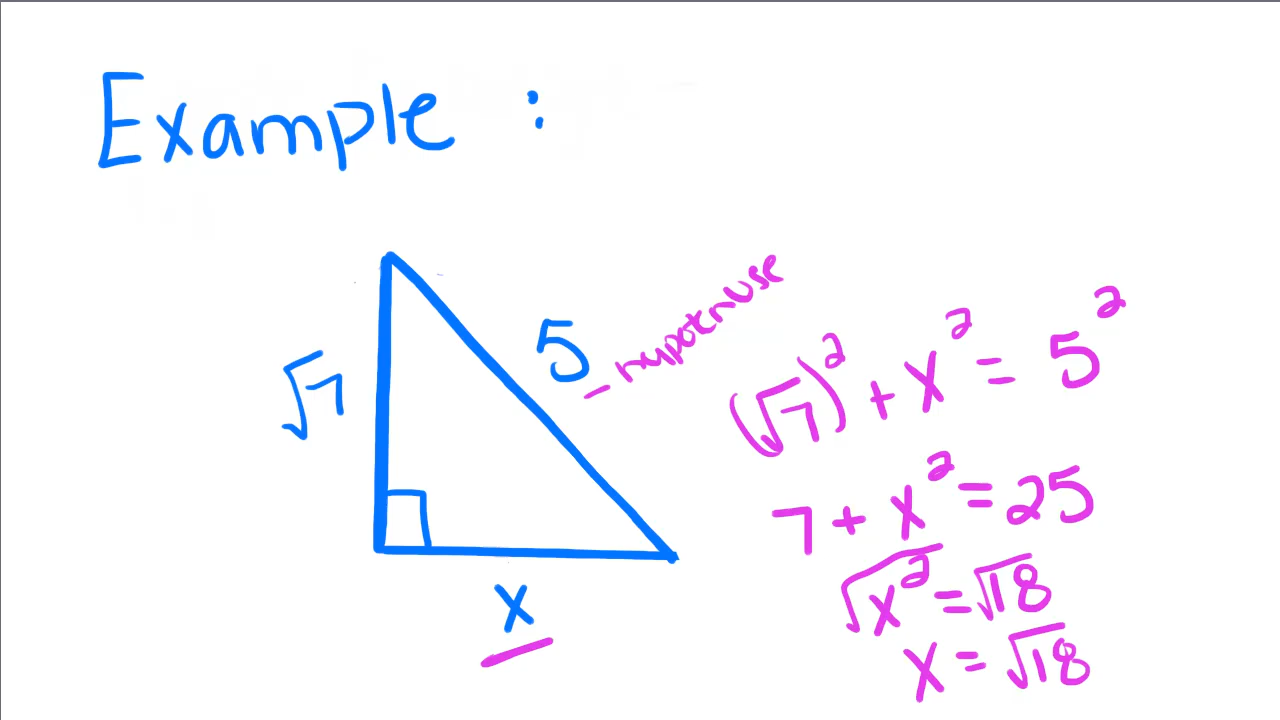 Example :
√7
5
- hypotenuse
x
(√7)² + x² = 5²
7 + x² = 25
√x² = √18
x = √18